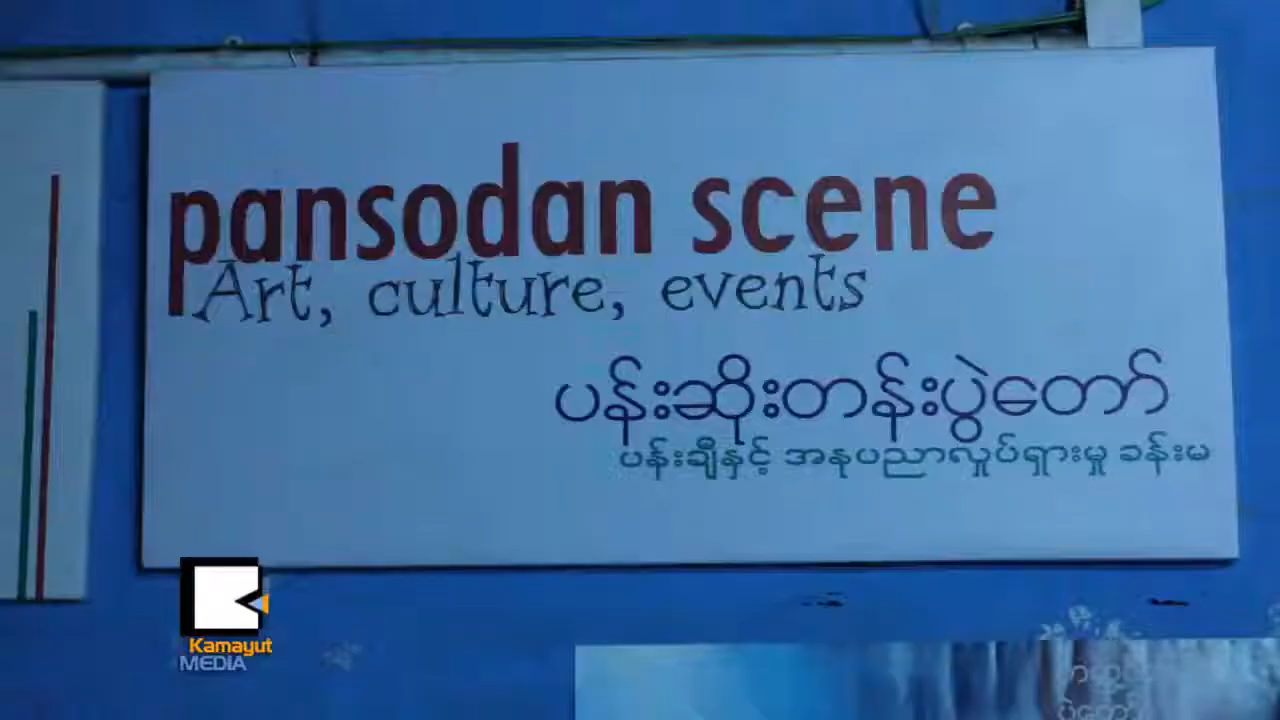 pansodan scene
Art, culture, events
ပန်းဆိုးတန်းပွဲတော်
ပန်းချီနှင့် အနုပညာလှုပ်ရှားမှု ခန်းမ
Kamayut
MEDIA